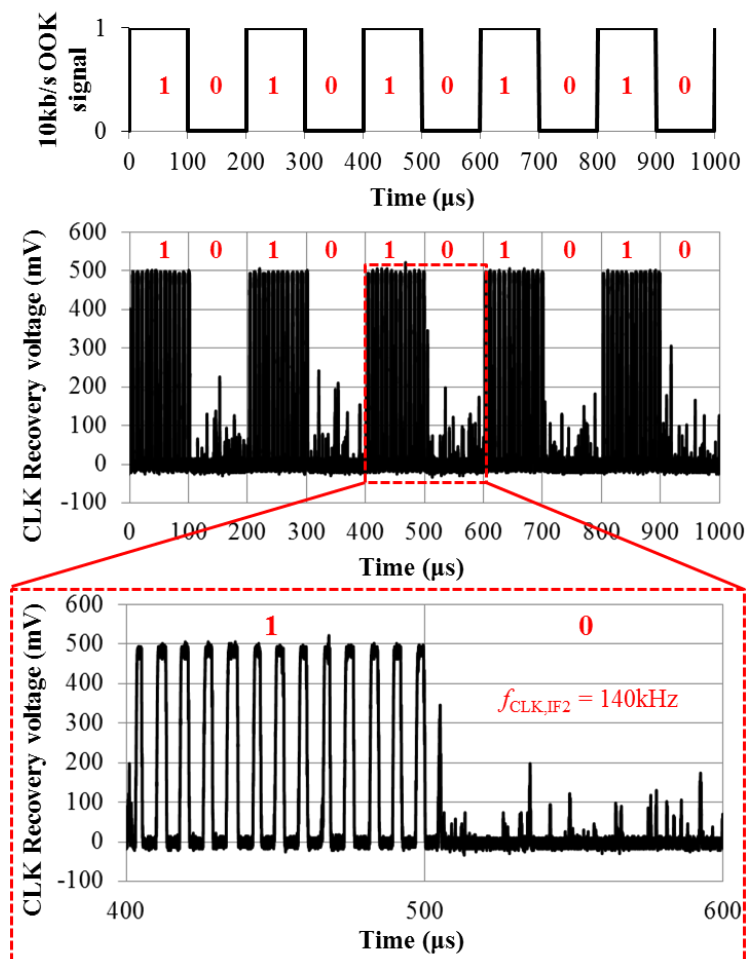 10kb/s OOK
signal
1
0
1 0 1 0 1 0 1 0 1 0
0 100 200 300 400 500 600 700 800 900 1000
Time (µs)
CLK Recovery voltage (mV)
600
500
400
300
200
100
0
-100
1 0 1 0 1 0 1 0 1 0
0 100 200 300 400 500 600 700 800 900 1000
Time (µs)
CLK Recovery voltage (mV)
600
500
400
300
200
100
0
-100
1 0
fCLK,IF2 = 140kHz
400 500 600
Time (µs)